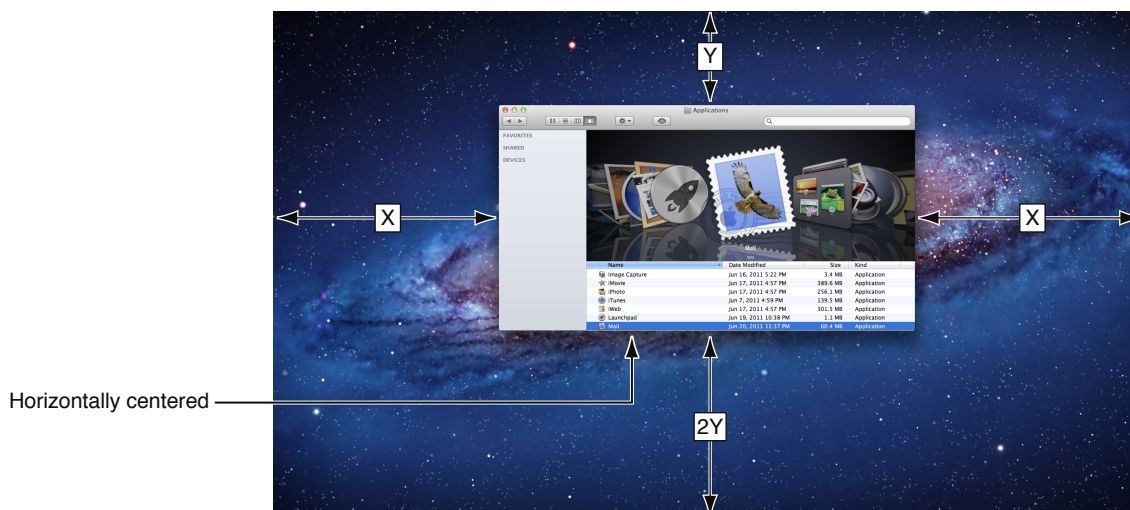 Y
Applications
FAVORITES
SHARED
DEVICES
X
X
Mail
Name Date Modified Size Kind
Image Capture Jun 16, 2011 5:22 PM 3.4 MB Application
iMovie Jun 17, 2011 4:57 PM 389.6 MB Application
iPhoto Jun 17, 2011 4:57 PM 256.1 MB Application
iTunes Jun 7, 2011 4:59 PM 139.5 MB Application
iWeb Jun 17, 2011 4:57 PM 301.5 MB Application
Launchpad Jun 19, 2011 10:38 PM 1.1 MB Application
Mail Jun 20, 2011 11:37 PM 60.4 MB Application
Horizontally centered
2Y